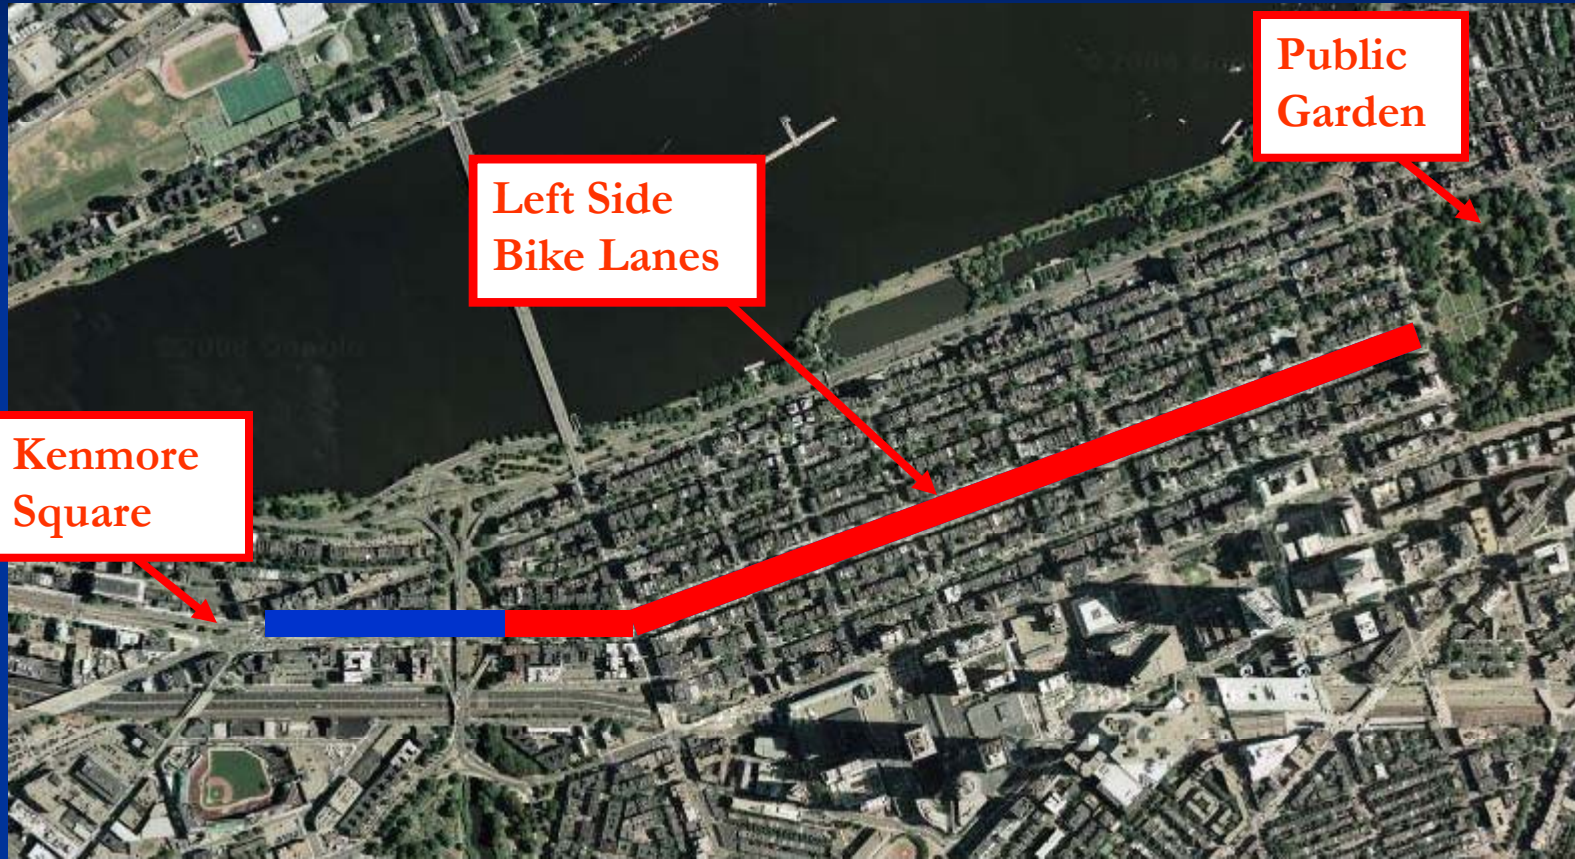 Public
Garden
Left Side
Bike Lanes
Kenmore
Square